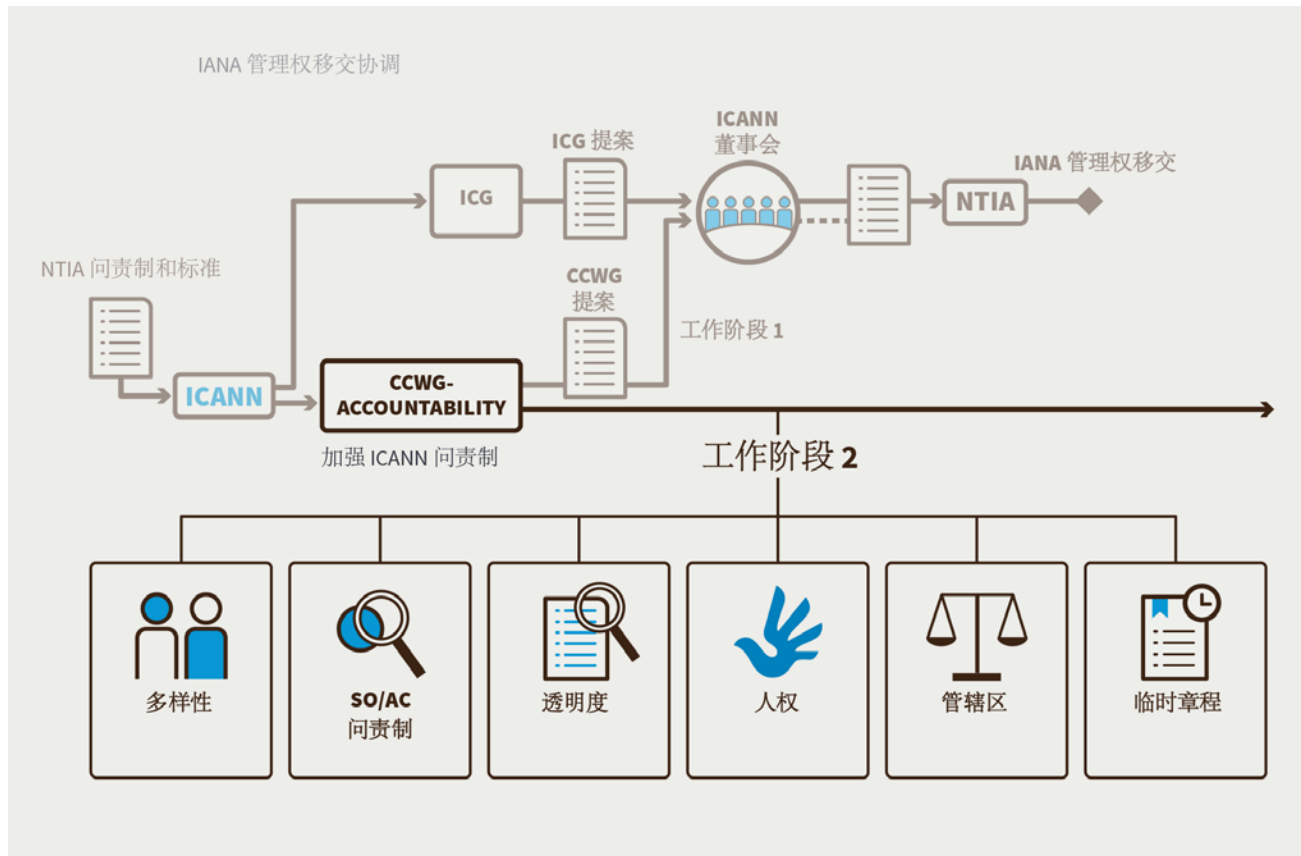 IANA 管理权移交协调
ICANN
董事会
ICG 提案
IANA 管理权移交
ICG
NTIA
NTIA 问责制和标准
CCWG
提案
工作阶段 1
ICANN
CCWG-
ACCOUNTABILITY
加强 ICANN 问责制
工作阶段 2
多样性
SO/AC
问责制
透明度
人权
管辖区
临时章程